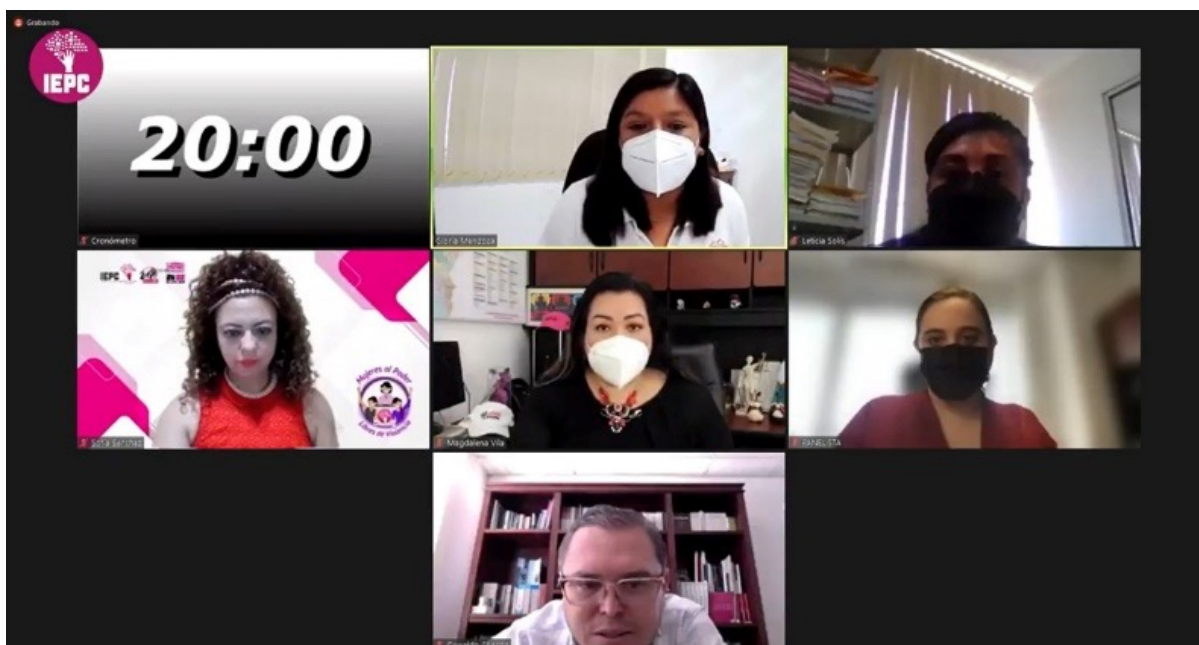 Grabando
IEPC
20:00
Cronómetro
Gloria Mendoza
Leticia Solís
IEPC
Mujeres al Poder
Libres de Violencia
Sofía Sánchez
Magdalena Vila
PANELISTA